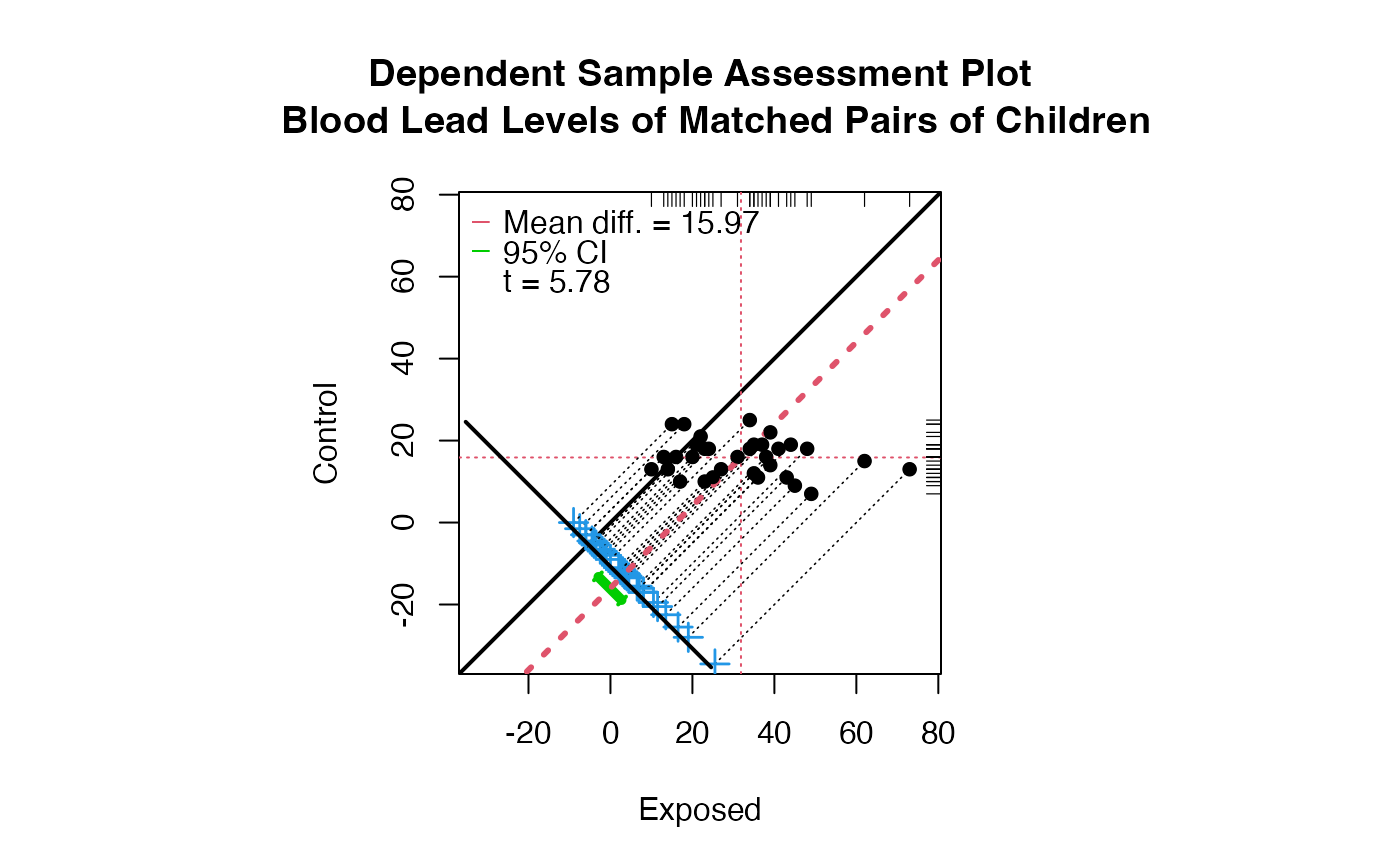 Dependent Sample Assessment Plot
Blood Lead Levels of Matched Pairs of Children
Mean diff. = 15.97
95% CI
t = 5.78
80
60
40
20
0
-20
Control
-20 0 20 40 60 80
Exposed